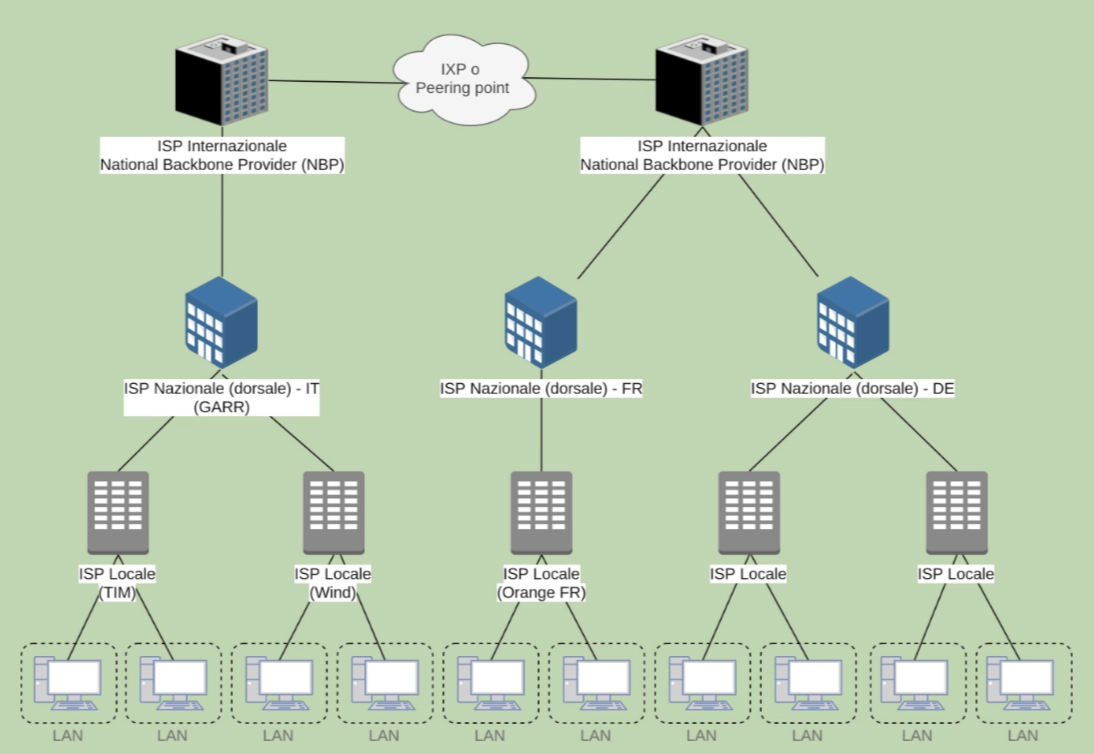 IXP o
Peering point
ISP Internazionale
National Backbone Provider (NBP)
ISP Internazionale
National Backbone Provider (NBP)
ISP Nazionale (dorsale) - IT
(GARR)
ISP Nazionale (dorsale) - FR
ISP Nazionale (dorsale) - DE
ISP Locale
(TIM)
ISP Locale
(Wind)
ISP Locale
(Orange FR)
ISP Locale
ISP Locale
LAN
LAN
LAN
LAN
LAN
LAN
LAN
LAN
LAN
LAN